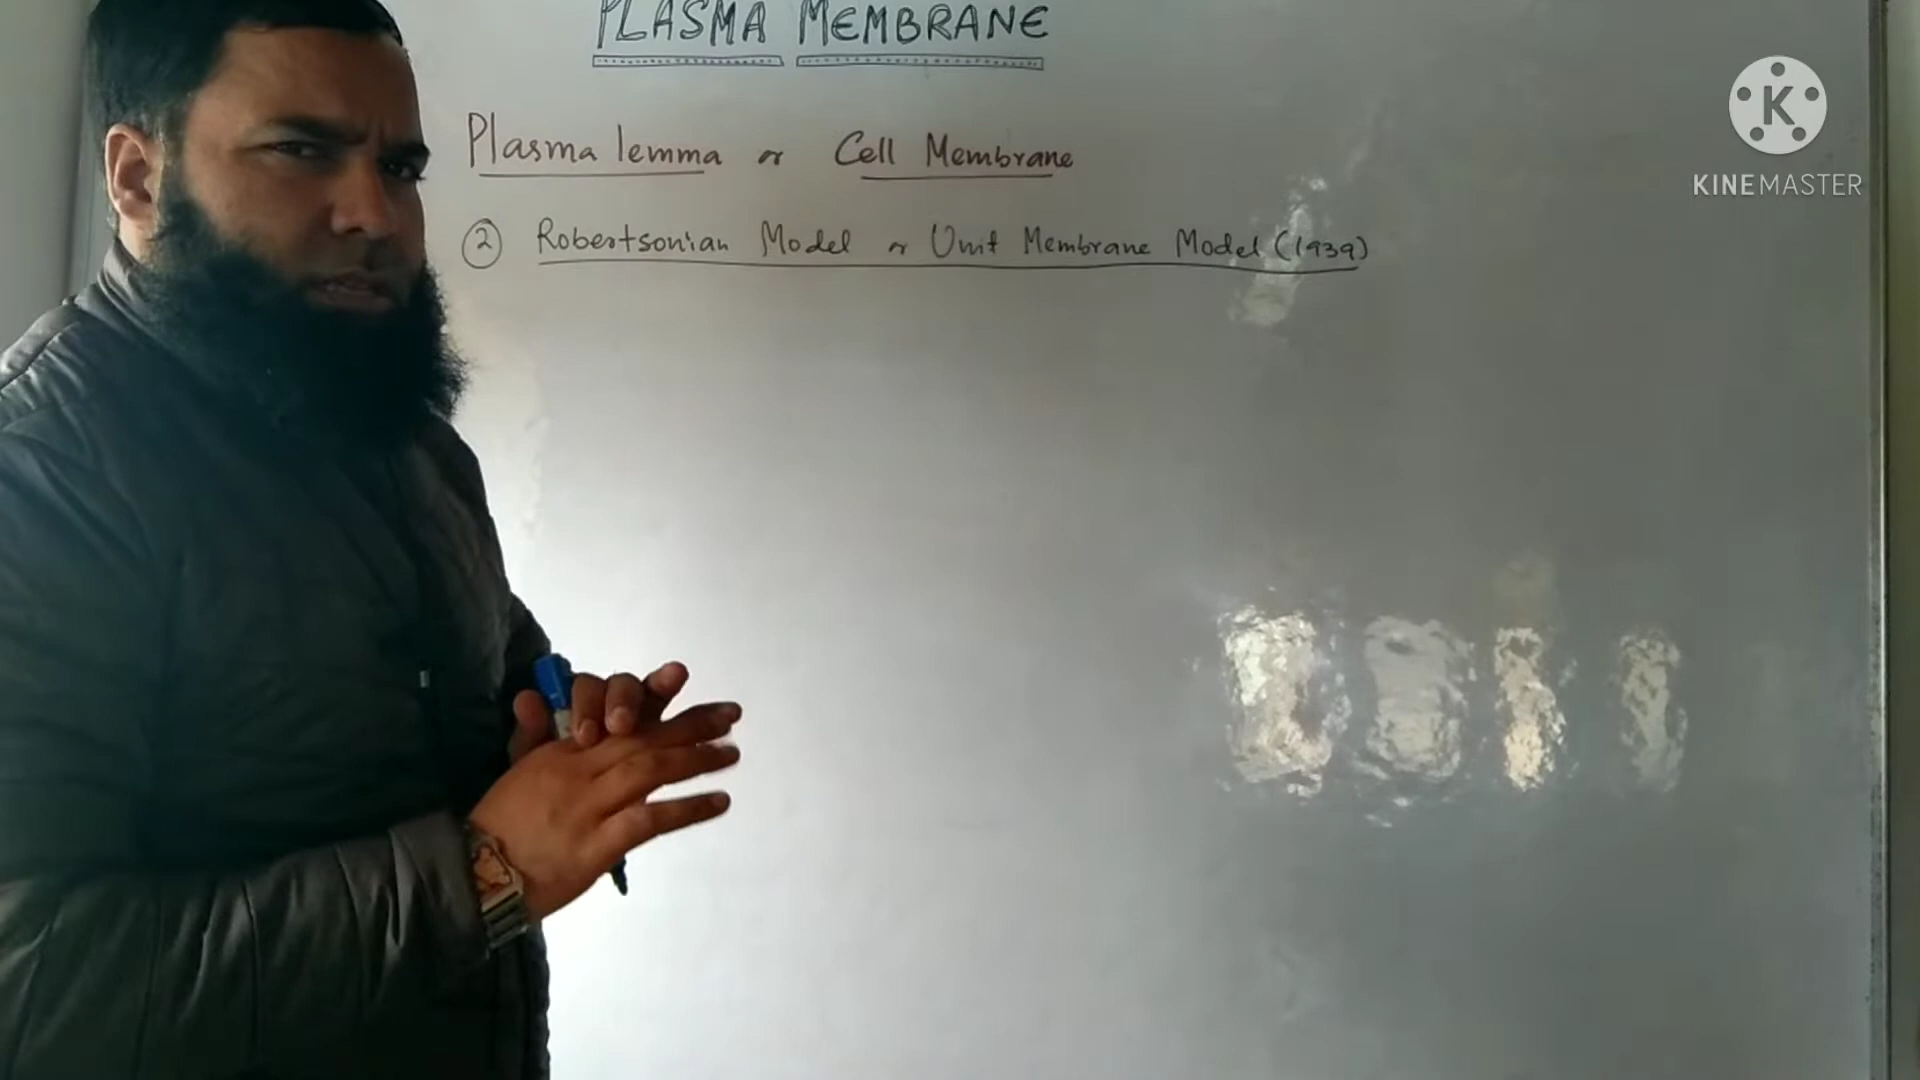 PLASMA MEMBRANE
Plasma lemma or Cell Membrane
② Robertsonian Model or Unit Membrane Model (1939)
K
KINEMASTER